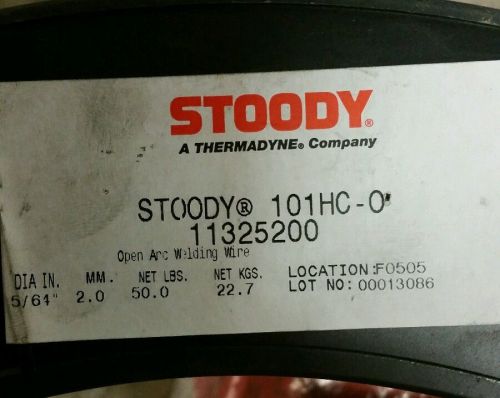 STOODY®
A THERMADYNE® Company
STOODY® 101HC-O
11325200
Open Arc Welding Wire
DIA IN. MM. NET LBS. NET KGS. LOCATION:F0505
5/64" 2.0 50.0 22.7 LOT NO: 00013086